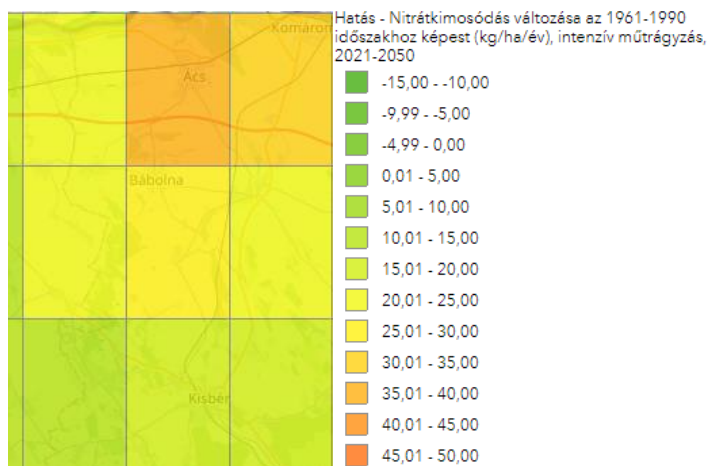 Hatás - Nitrátkimosódás változása az 1961-1990
időszakhoz képest (kg/ha/év), intenzív műtrágyázás,
2021-2050
-15,00 - -10,00
-9,99 - -5,00
-4,99 - 0,00
0,01 - 5,00
5,01 - 10,00
10,01 - 15,00
15,01 - 20,00
20,01 - 25,00
25,01 - 30,00
30,01 - 35,00
35,01 - 40,00
40,01 - 45,00
45,01 - 50,00
Komárom
Ács
Bábolna
Kisbér